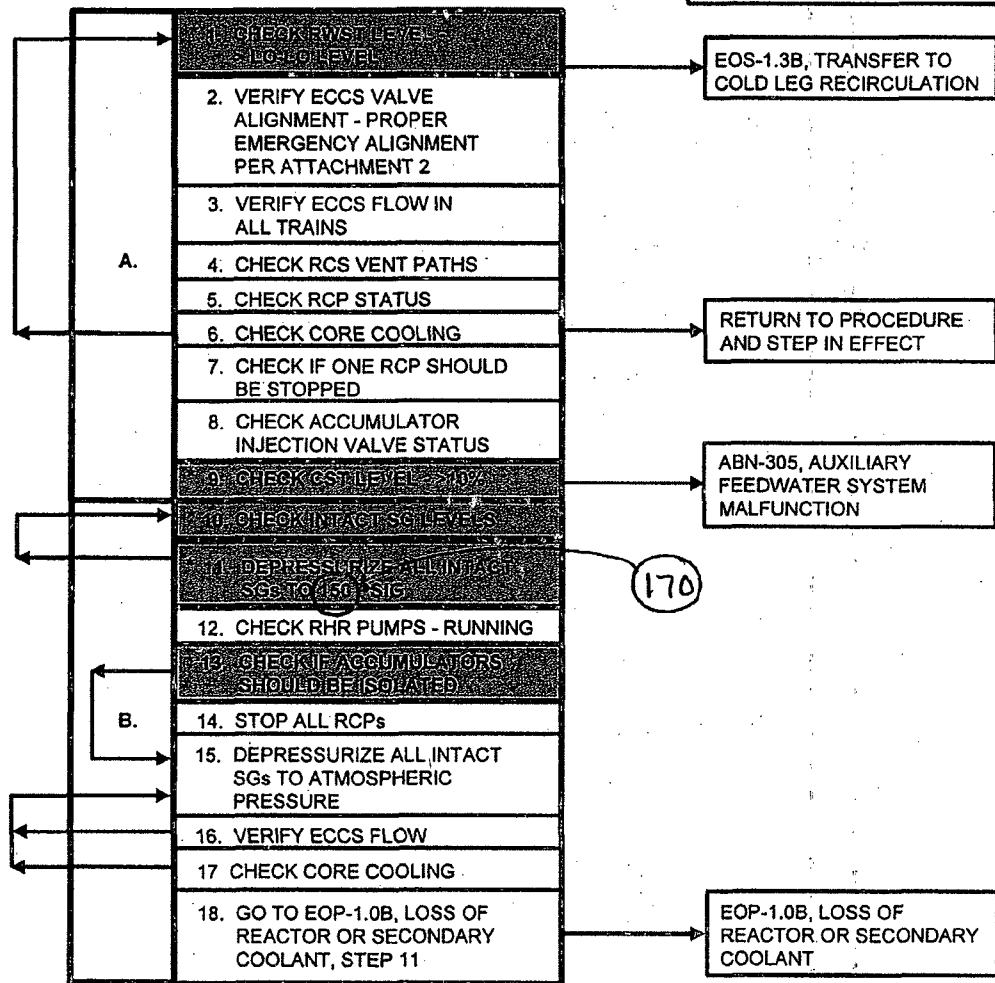 1. CHECK RWST LEVEL -
- LO-LO LEVEL
EOS-1.3B, TRANSFER TO
COLD LEG RECIRCULATION
2. VERIFY ECCS VALVE
ALIGNMENT - PROPER
EMERGENCY ALIGNMENT
PER ATTACHMENT 2
3. VERIFY ECCS FLOW IN
ALL TRAINS
A.
4. CHECK RCS VENT PATHS
5. CHECK RCP STATUS
6. CHECK CORE COOLING
RETURN TO PROCEDURE
AND STEP IN EFFECT
7. CHECK IF ONE RCP SHOULD
BE STOPPED
8. CHECK ACCUMULATOR
INJECTION VALVE STATUS
9. CHECK CST LEVEL - >10%
ABN-305, AUXILIARY
FEEDWATER SYSTEM
MALFUNCTION
10. CHECK INTACT SG LEVELS
11. DEPRESSURIZE ALL INTACT
SGs TO 150 PSIG
170
12. CHECK RHR PUMPS - RUNNING
13. CHECK IF ACCUMULATORS
SHOULD BE ISOLATED
B.
14. STOP ALL RCPs
15. DEPRESSURIZE ALL INTACT
SGs TO ATMOSPHERIC
PRESSURE
16. VERIFY ECCS FLOW
17 CHECK CORE COOLING
18. GO TO EOP-1.0B, LOSS OF
REACTOR OR SECONDARY
COOLANT, STEP 11
EOP-1.0B, LOSS OF
REACTOR OR SECONDARY
COOLANT